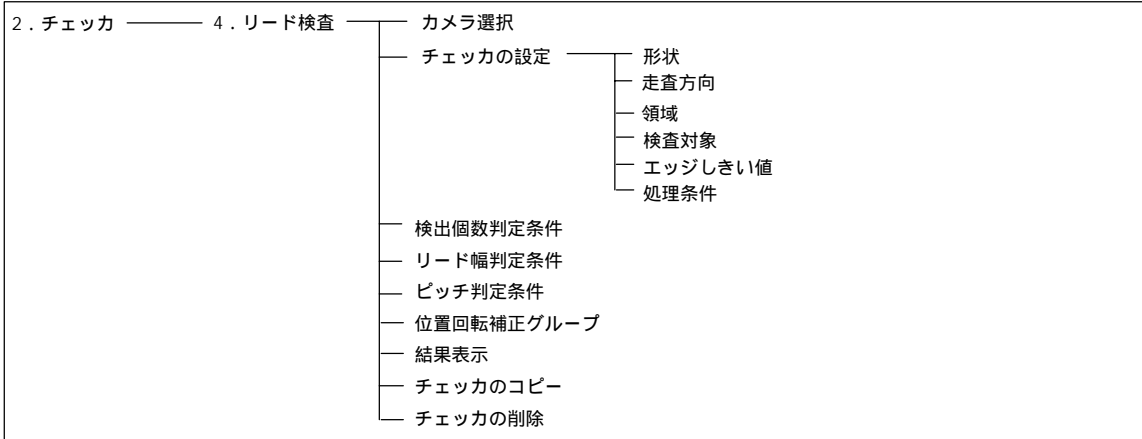 2．チェッカ 4．リード検査 カメラ選択
チェッカの設定 形状
走査方向
領域
検査対象
エッジしきい値
処理条件
検出個数判定条件
リード幅判定条件
ピッチ判定条件
位置回転補正グループ
結果表示
チェッカのコピー
チェッカの削除